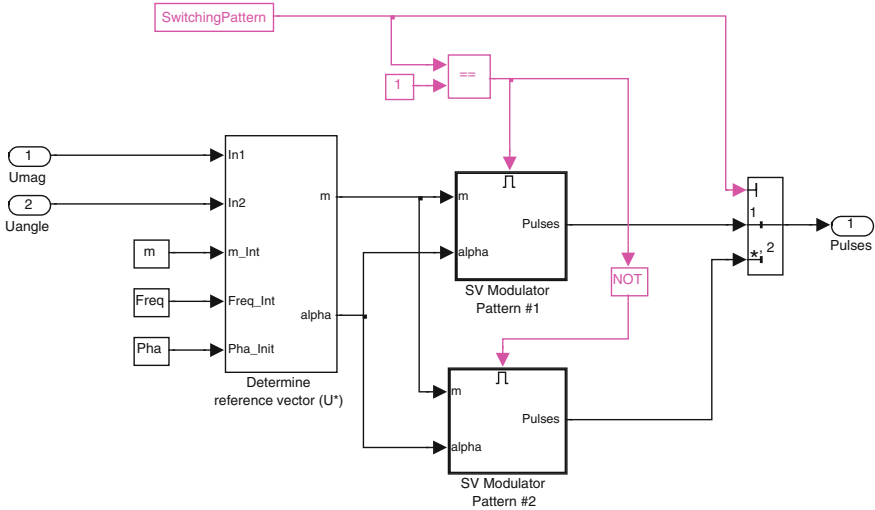 SwitchingPattern
1
==
1
Umag
2
Uangle
m
Freq
Pha
In1
In2
m_Int
Freq_Int
Pha_Init
m
alpha
Determine
reference vector (U*)
m
alpha
Pulses
SV Modulator
Pattern #1
NOT
m
alpha
Pulses
SV Modulator
Pattern #2
1
*, 2
1
Pulses